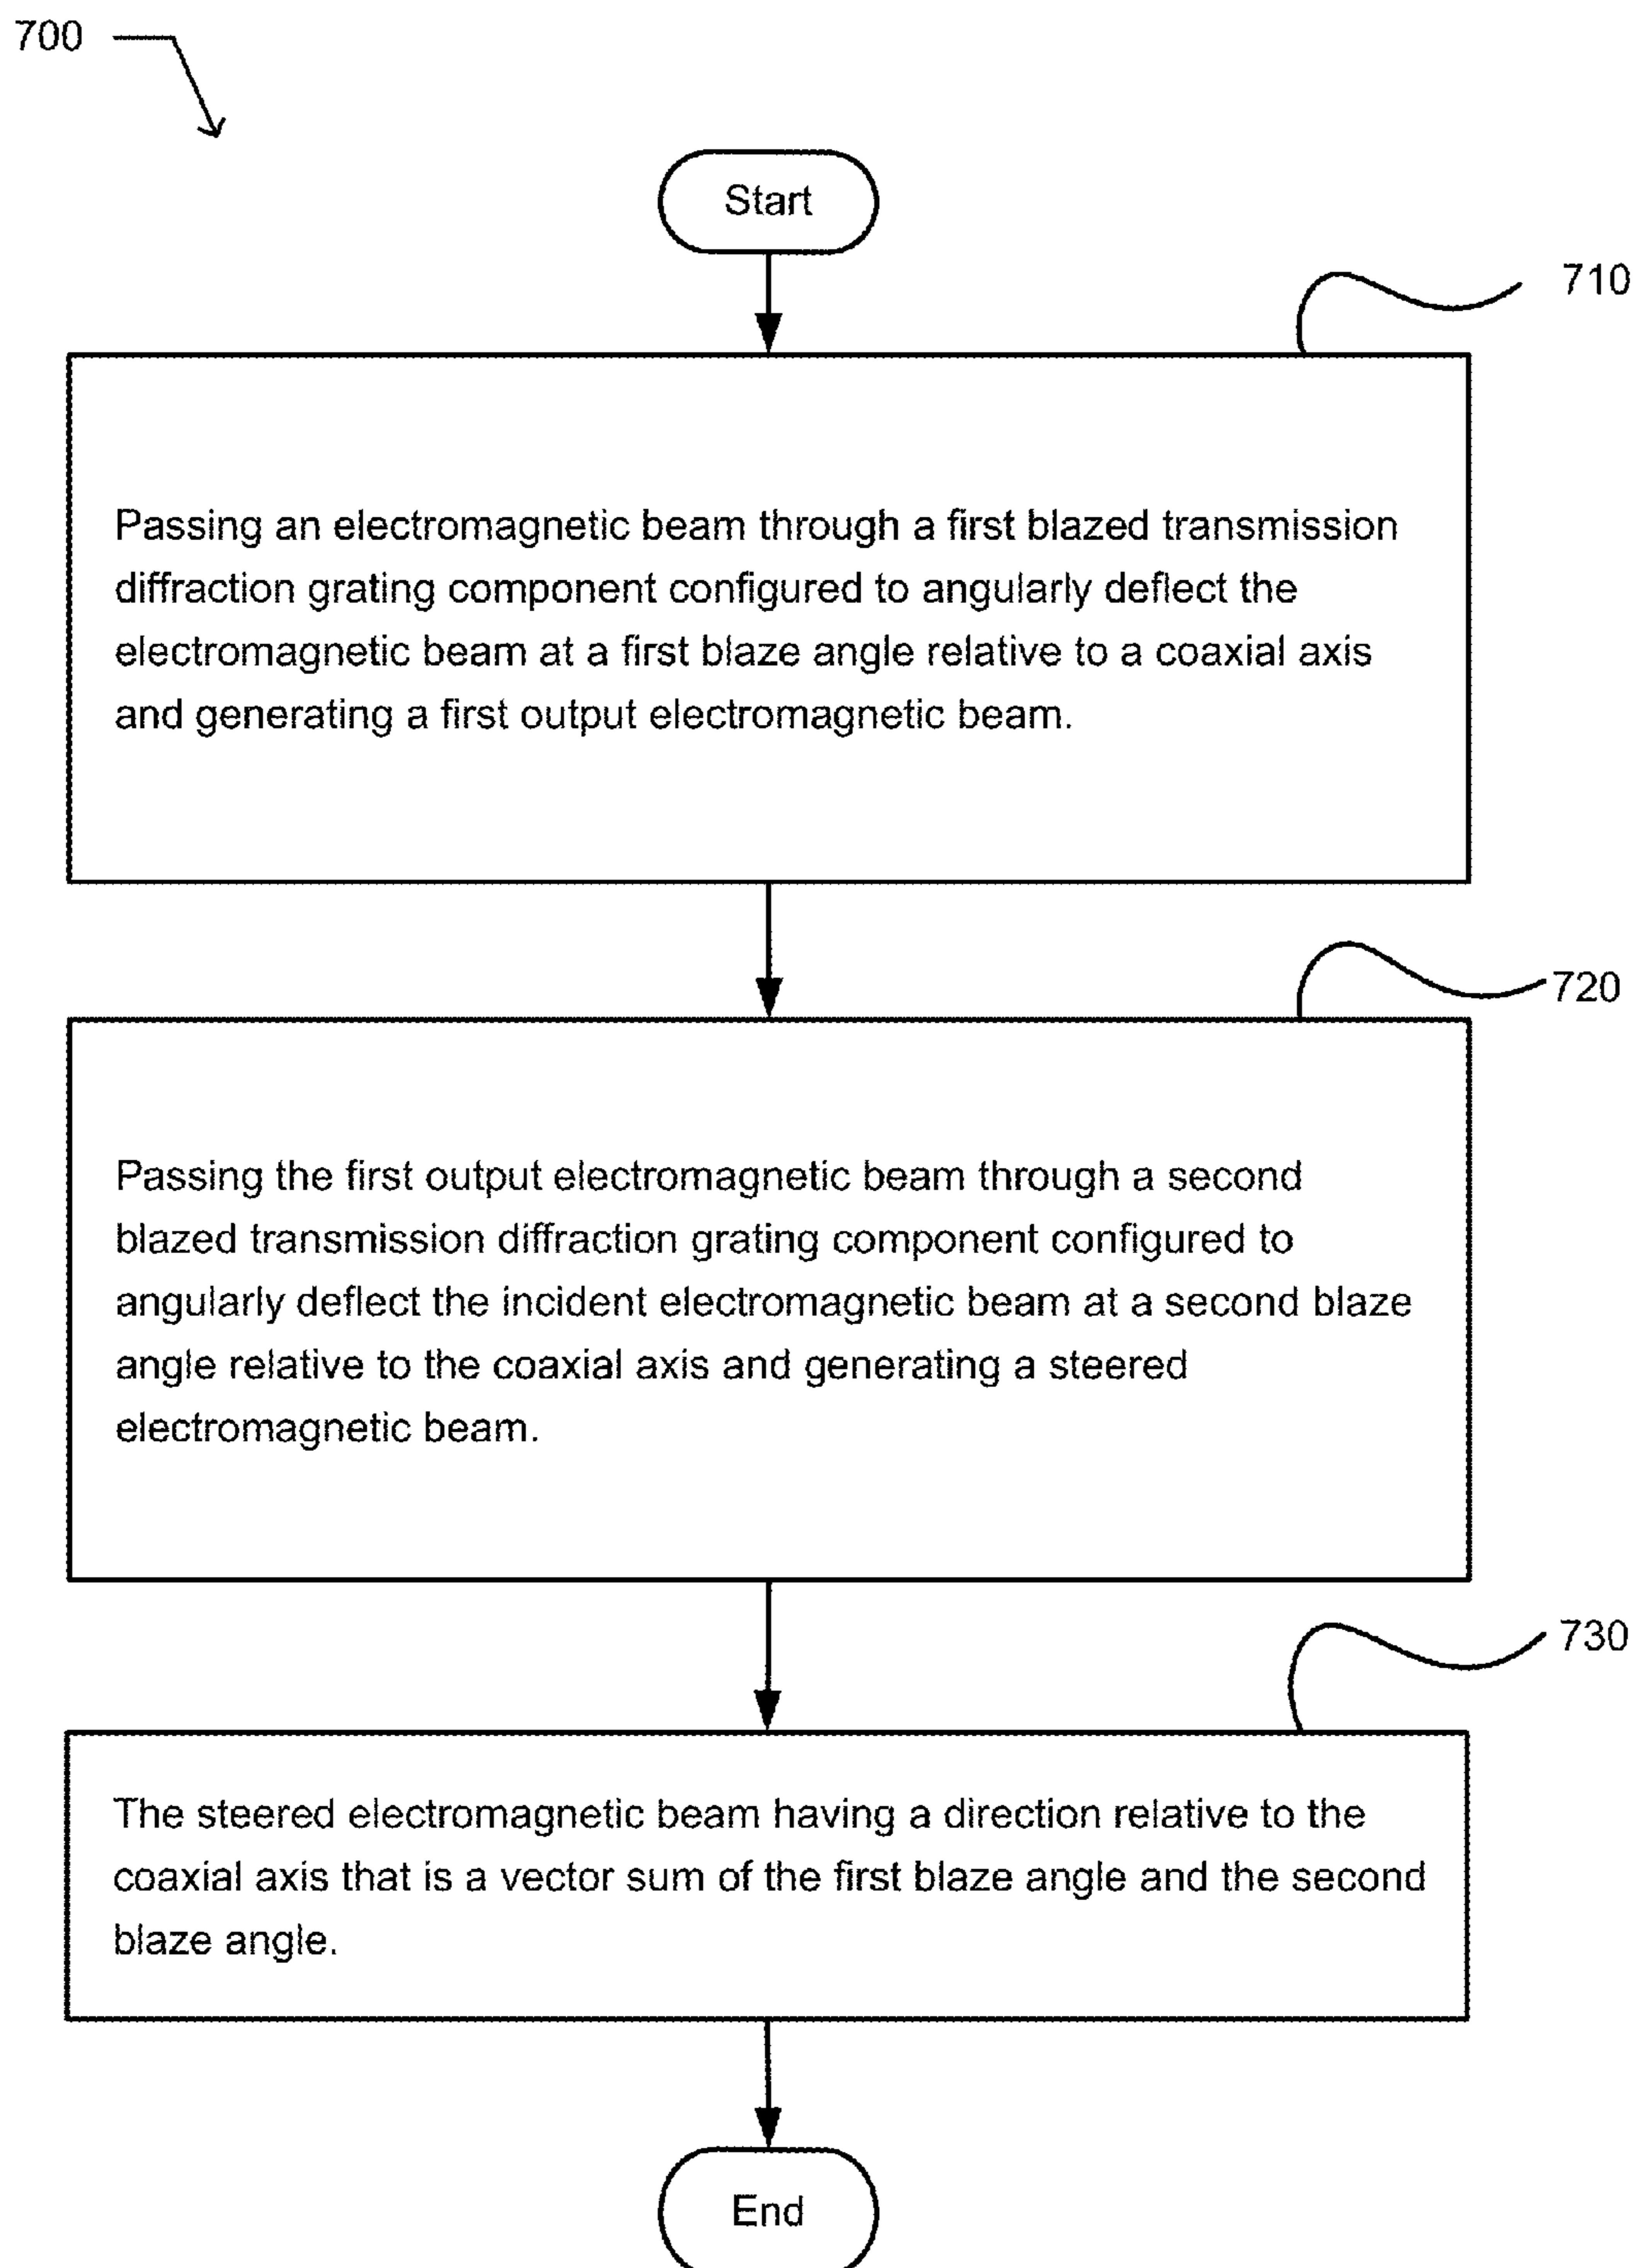 700
Start
710
Passing an electromagnetic beam through a first blazed transmission
diffraction grating component configured to angularly deflect the
electromagnetic beam at a first blaze angle relative to a coaxial axis
and generating a first output electromagnetic beam.
720
Passing the first output electromagnetic beam through a second
blazed transmission diffraction grating component configured to
angularly deflect the incident electromagnetic beam at a second blaze
angle relative to the coaxial axis and generating a steered
electromagnetic beam.
730
The steered electromagnetic beam having a direction relative to the
coaxial axis that is a vector sum of the first blaze angle and the second
blaze angle.
End